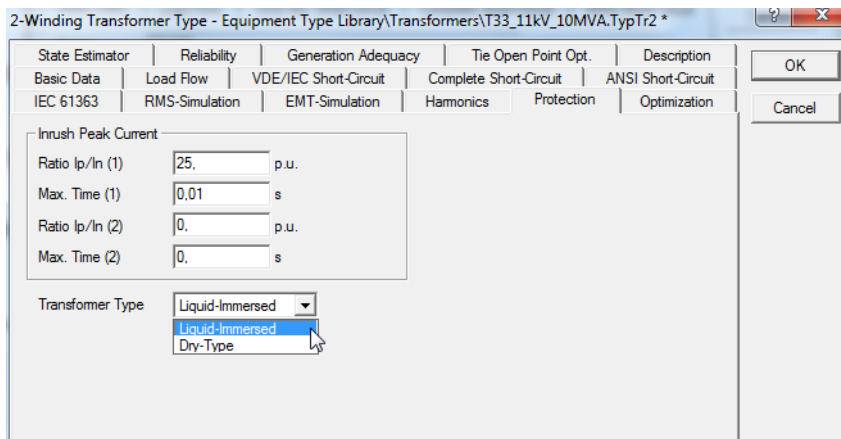 2-Winding Transformer Type - Equipment Type Library\Transformers\T33_11kV_10MVA.TypTr2 *
State Estimator Reliability Generation Adequacy Tie Open Point Opt. Description
OK
Basic Data Load Flow VDE/IEC Short-Circuit Complete Short-Circuit ANSI Short-Circuit
IEC 61363 RMS-Simulation EMT-Simulation Harmonics Protection Optimization
Cancel
Inrush Peak Current
Ratio Ip/In (1) 25, p.u.
Max. Time (1) 0,01 s
Ratio Ip/In (2) 0, p.u.
Max. Time (2) 0, s
Transformer Type Liquid-Immersed
Liquid-Immersed
Dry-Type